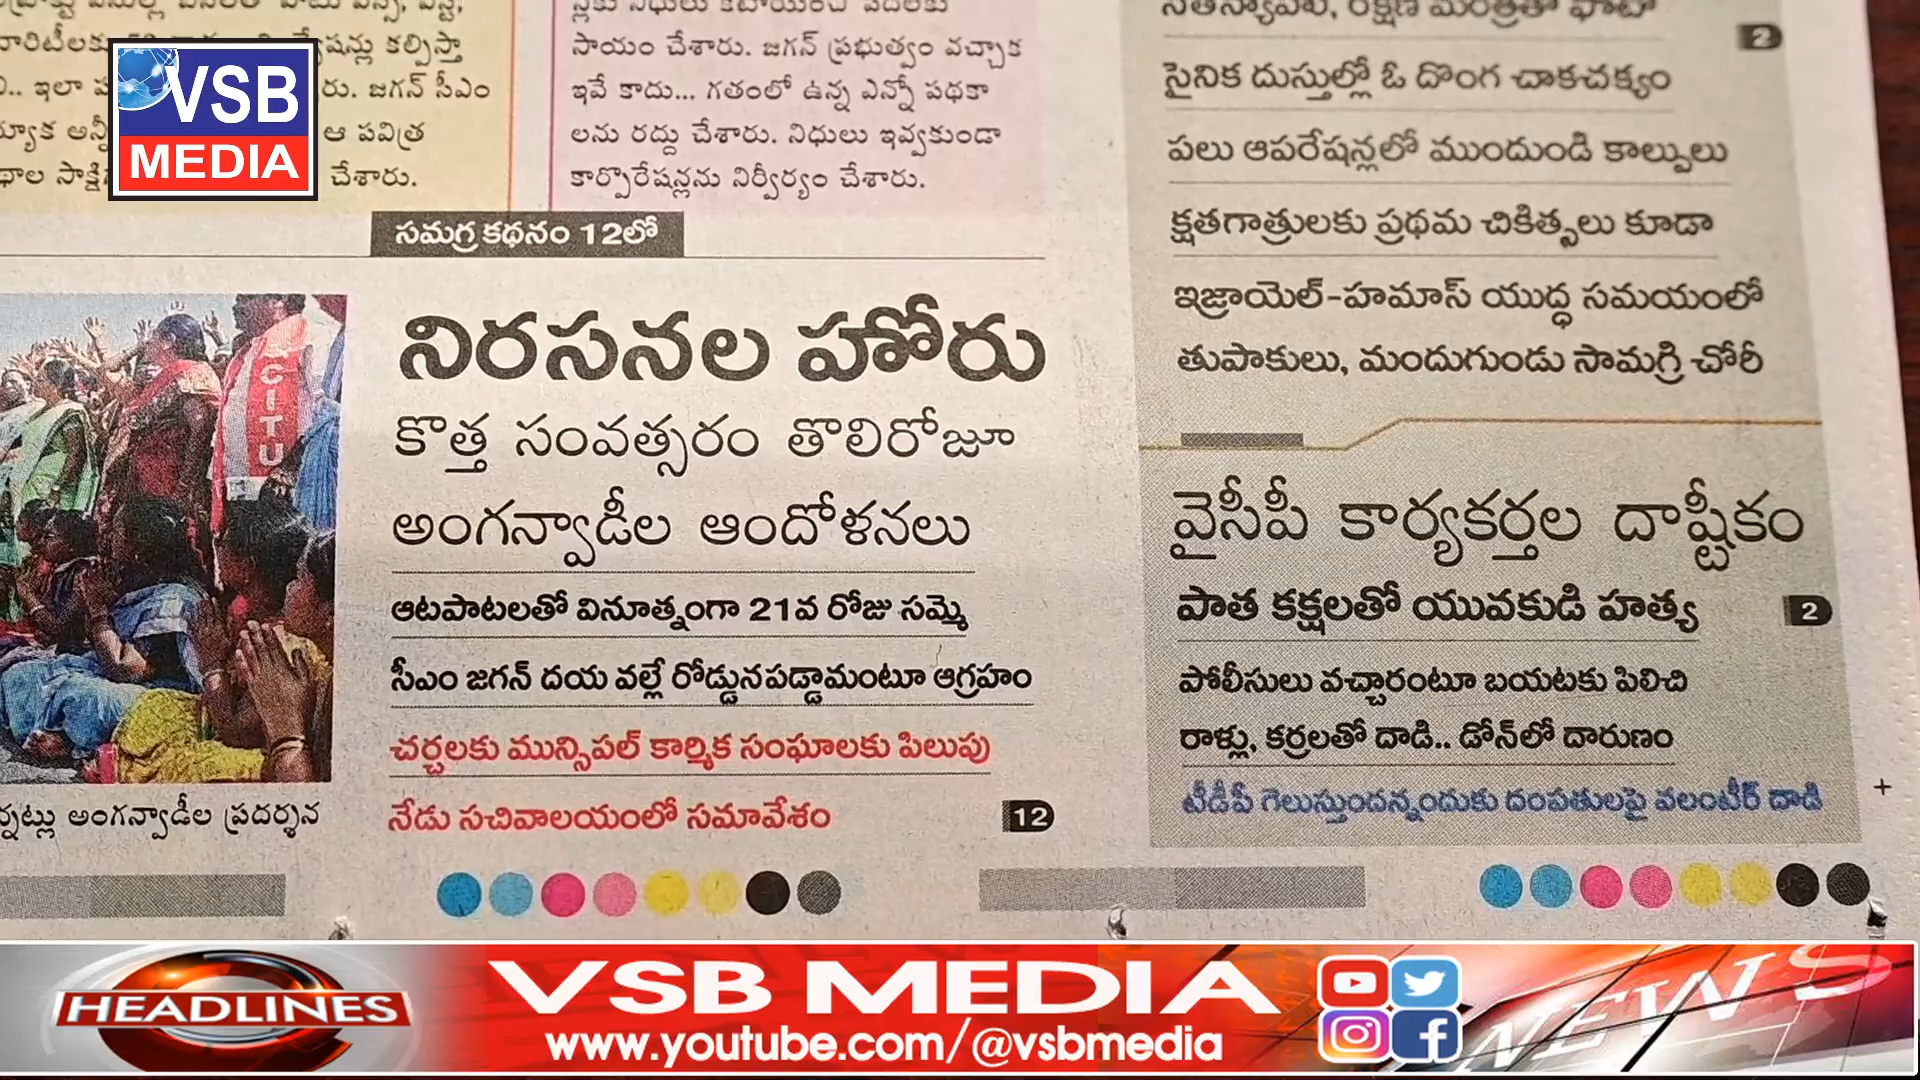 VSB
MEDIA
రు. జగన్ సీఎం
ఆ పవిత్ర
చేశారు.
సాయం చేశారు. జగన్ ప్రభుత్వం వచ్చాక
ఇవే కాదు... గతంలో ఉన్న ఎన్నో పథకా
లను రద్దు చేశారు. నిధులు ఇవ్వకుండా
కార్పొరేషన్లను నిర్వీర్యం చేశారు.
సమగ్ర కథనం 12లో
నిరసనల హోరు
కొత్త సంవత్సరం తొలిరోజూ
అంగన్వాడీల ఆందోళనలు
ఆటపాటలతో వినూత్నంగా 21వ రోజు సమ్మె
సీఎం జగన్ దయ వల్లే రోడ్డునపడ్డామంటూ ఆగ్రహం
చర్చలకు మున్సిపల్ కార్మిక సంఘాలకు పిలుపు
నేడు సచివాలయంలో సమావేశం
12
CITU
అంగన్వాడీల ప్రదర్శన
2
సైనిక దుస్తుల్లో ఓ దొంగ చాకచక్యం
పలు ఆపరేషన్లలో ముందుండి కాల్పులు
క్షతగాత్రులకు ప్రథమ చికిత్సలు కూడా
ఇజ్రాయెల్-హమాస్ యుద్ధ సమయంలో
తుపాకులు, మందుగుండు సామగ్రి చోరీ
వైసీపీ కార్యకర్తల దాష్టీకం
పాత కక్షలతో యువకుడి హత్య
2
పోలీసులు వచ్చారంటూ బయటకు పిలిచి
రాళ్లు, కర్రలతో దాడి.. డోన్‌లో దారుణం
టీడీపీ గెలుస్తుందన్నందుకు దంపతులపై వలంటీర్ దాడి
HEADLINES
VSB MEDIA
www.youtube.com/@vsbmedia
NEWS